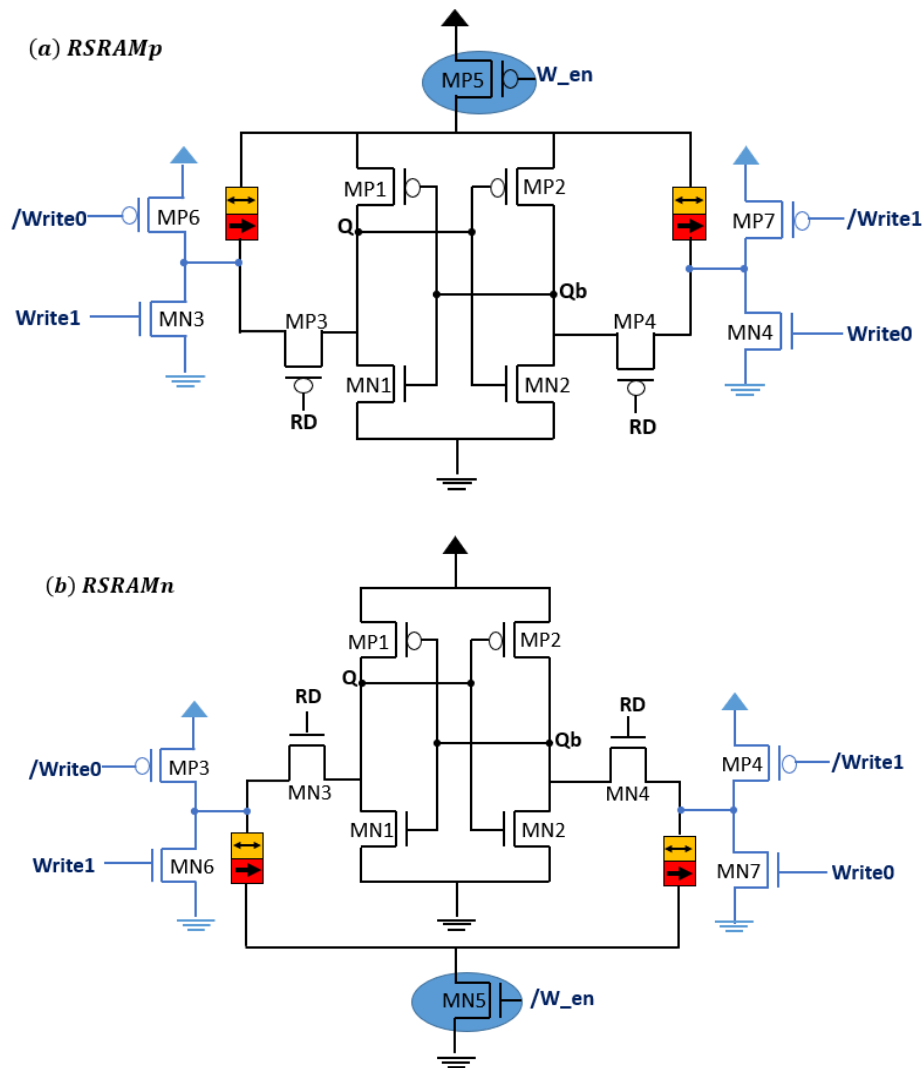 (a) RSRAMp
MP5
W_en
MP1
MP2
/Write0
MP6
MP7
/Write1
Q
Qb
Write1
MN3
MP3
MP4
MN4
Write0
MN1
MN2
RD
RD
(b) RSRAMn
MP1
MP2
Q
RD
RD
/Write0
MP3
Qb
MP4
/Write1
MN3
MN4
MN1
MN2
Write1
MN6
MN7
Write0
MN5
/W_en